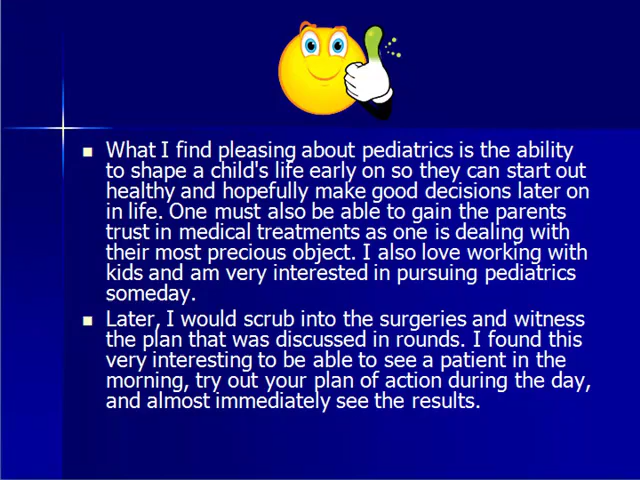 What I find pleasing about pediatrics is the ability
to shape a child's life early on so they can start out
healthy and hopefully make good decisions later on
in life. One must also be able to gain the parents
trust in medical treatments as one is dealing with
their most precious object. I also love working with
kids and am very interested in pursuing pediatrics
someday.
Later, I would scrub into the surgeries and witness
the plan that was discussed in rounds. I found this
very interesting to be able to see a patient in the
morning, try out your plan of action during the day,
and almost immediately see the results.